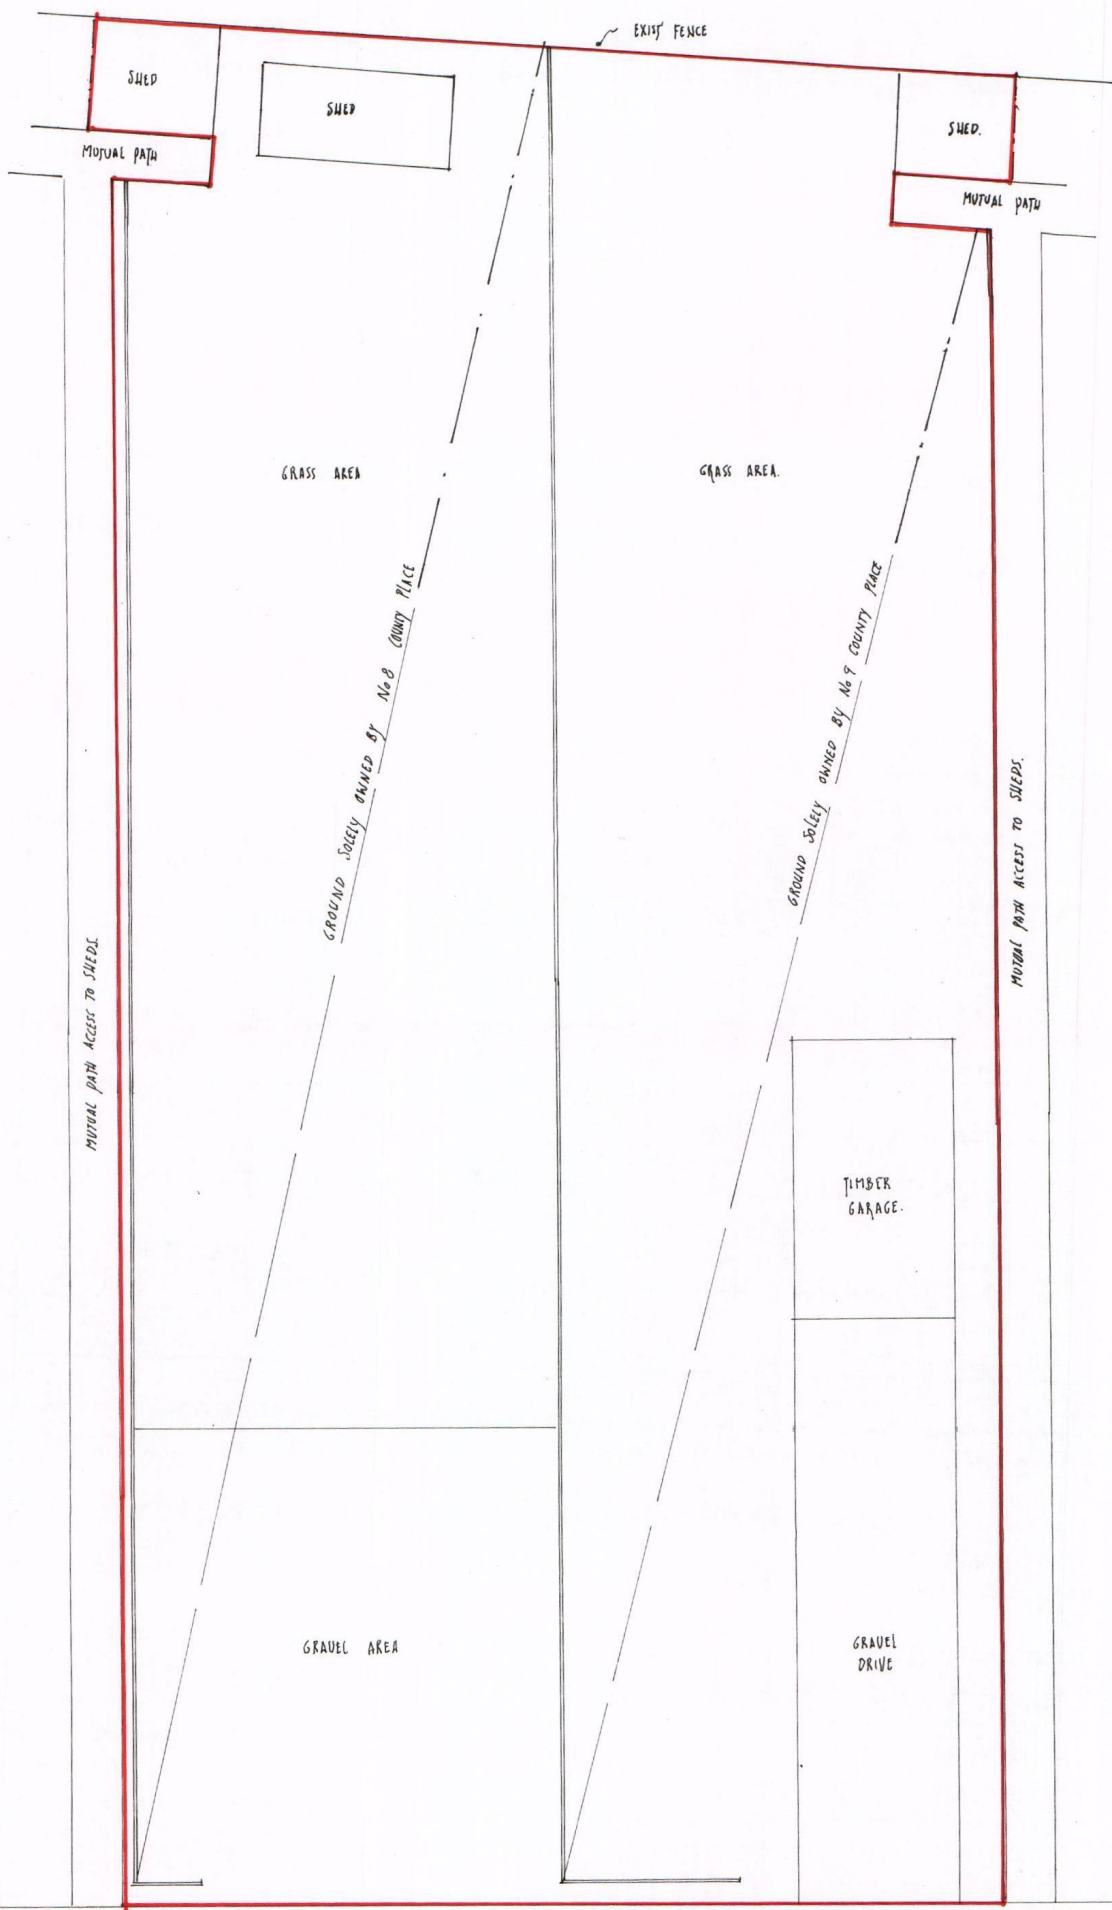 EXIST' FENCE
SHED
SHED
SHED.
MUTUAL PATH
MUTUAL PATH
GRASS AREA
GRASS AREA.
GROUND SOLELY OWNED BY No 8 COUNTY PLACE
GROUND SOLELY OWNED BY No 9 COUNTY PLACE
MUTUAL PATH ACCESS TO SHEDS.
MUTUAL PATH ACCESS TO SHEDS.
TIMBER
GARAGE.
GRAVEL AREA
GRAVEL
DRIVE